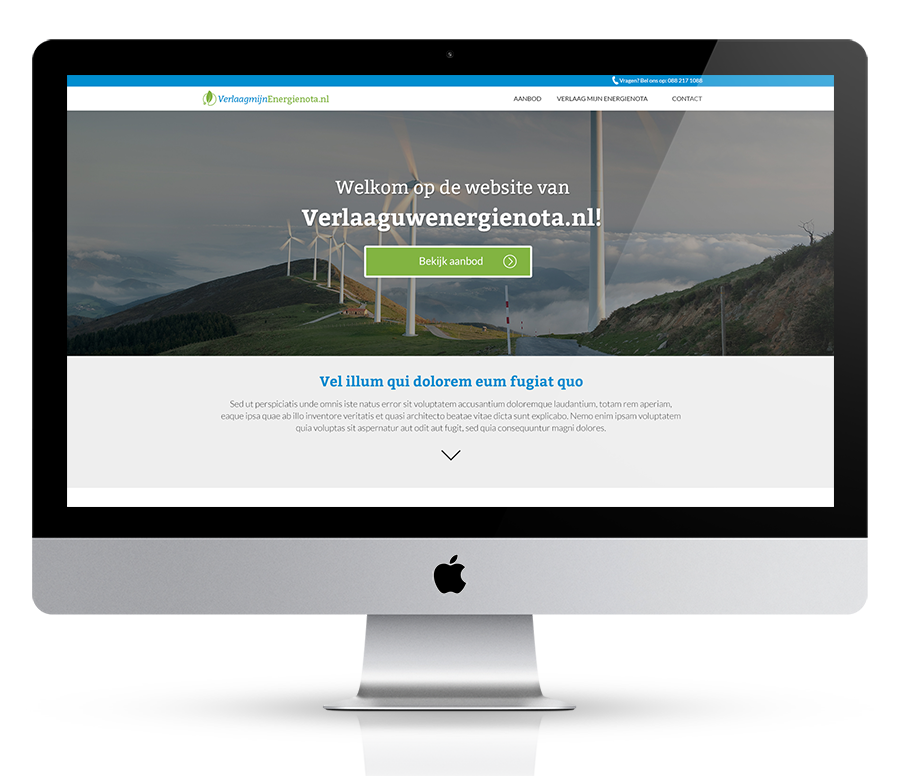 Vragen? Bel ons op: 088 217 1088
VerlaagmijnEnergienota.nl
AANBOD VERLAAG MIJN ENERGIENOTA CONTACT
Welkom op de website van
Verlaaguwenergienota.nl!
Bekijk aanbod
Vel illum qui dolorem eum fugiat quo
Sed ut perspiciatis unde omnis iste natus error sit voluptatem accusantium doloremque laudantium, totam rem aperiam,
eaque ipsa quae ab illo inventore veritatis et quasi architecto beatae vitae dicta sunt explicabo. Nemo enim ipsam voluptatem
quia voluptas sit aspernatur aut odit aut fugit, sed quia consequuntur magni dolores.